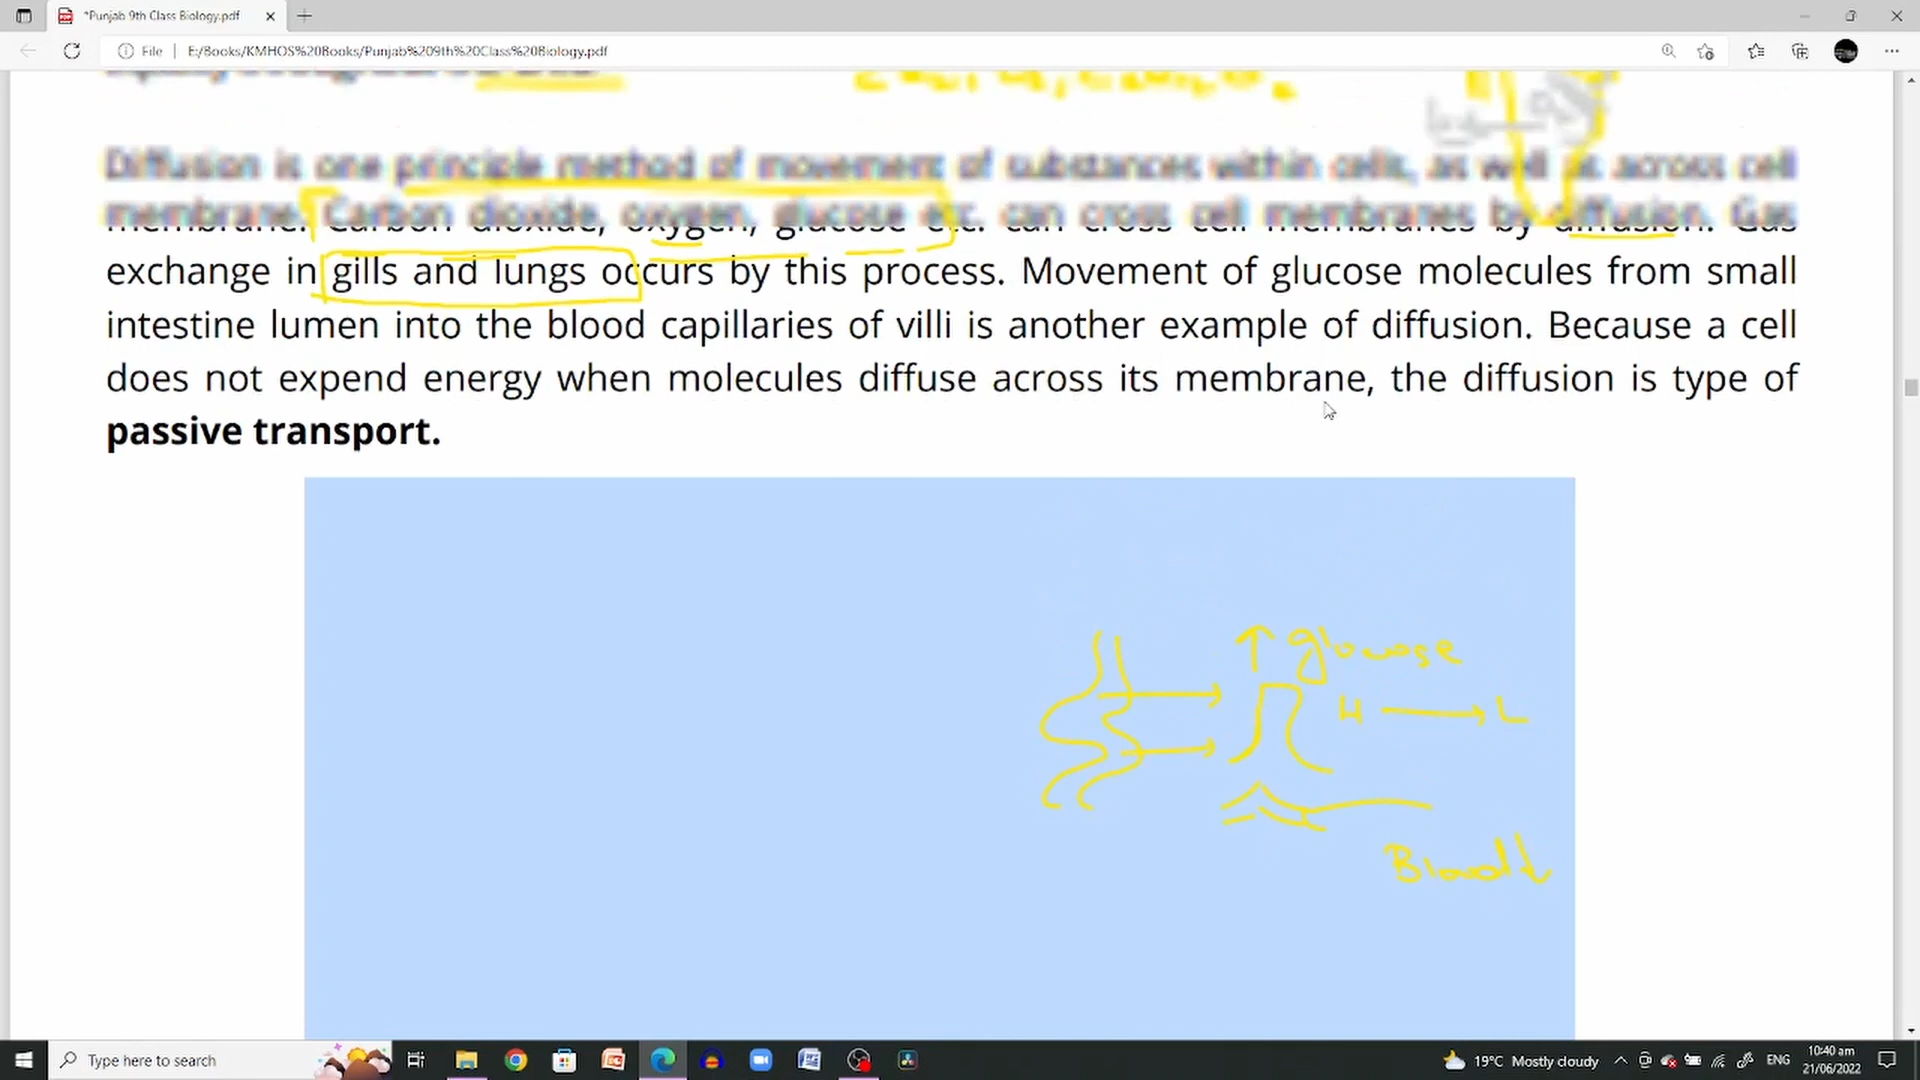 *Punjab 9th Class Biology.pdf
File | E:/Books/KMHOS%20Books/Punjab%209th%20Class%20Biology.pdf
Diffusion is one principle method of movement of substances within cells, as well as across cell
membrane. Carbon dioxide, oxygen, glucose etc. can cross cell membranes by diffusion. Gas
exchange in gills and lungs occurs by this process. Movement of glucose molecules from small
intestine lumen into the blood capillaries of villi is another example of diffusion. Because a cell
does not expend energy when molecules diffuse across its membrane, the diffusion is type of
passive transport.
↑ glucose
H → L
Blood ↓
Type here to search
19°C Mostly cloudy
ENG
10:40 am
21/06/2022